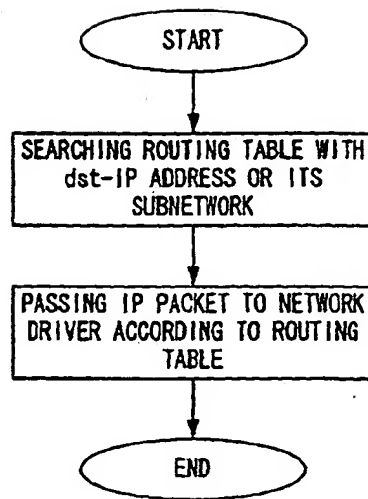 START
SEARCHING ROUTING TABLE WITH
dst-IP ADDRESS OR ITS
SUBNETWORK
PASSING IP PACKET TO NETWORK
DRIVER ACCORDING TO ROUTING
TABLE
END